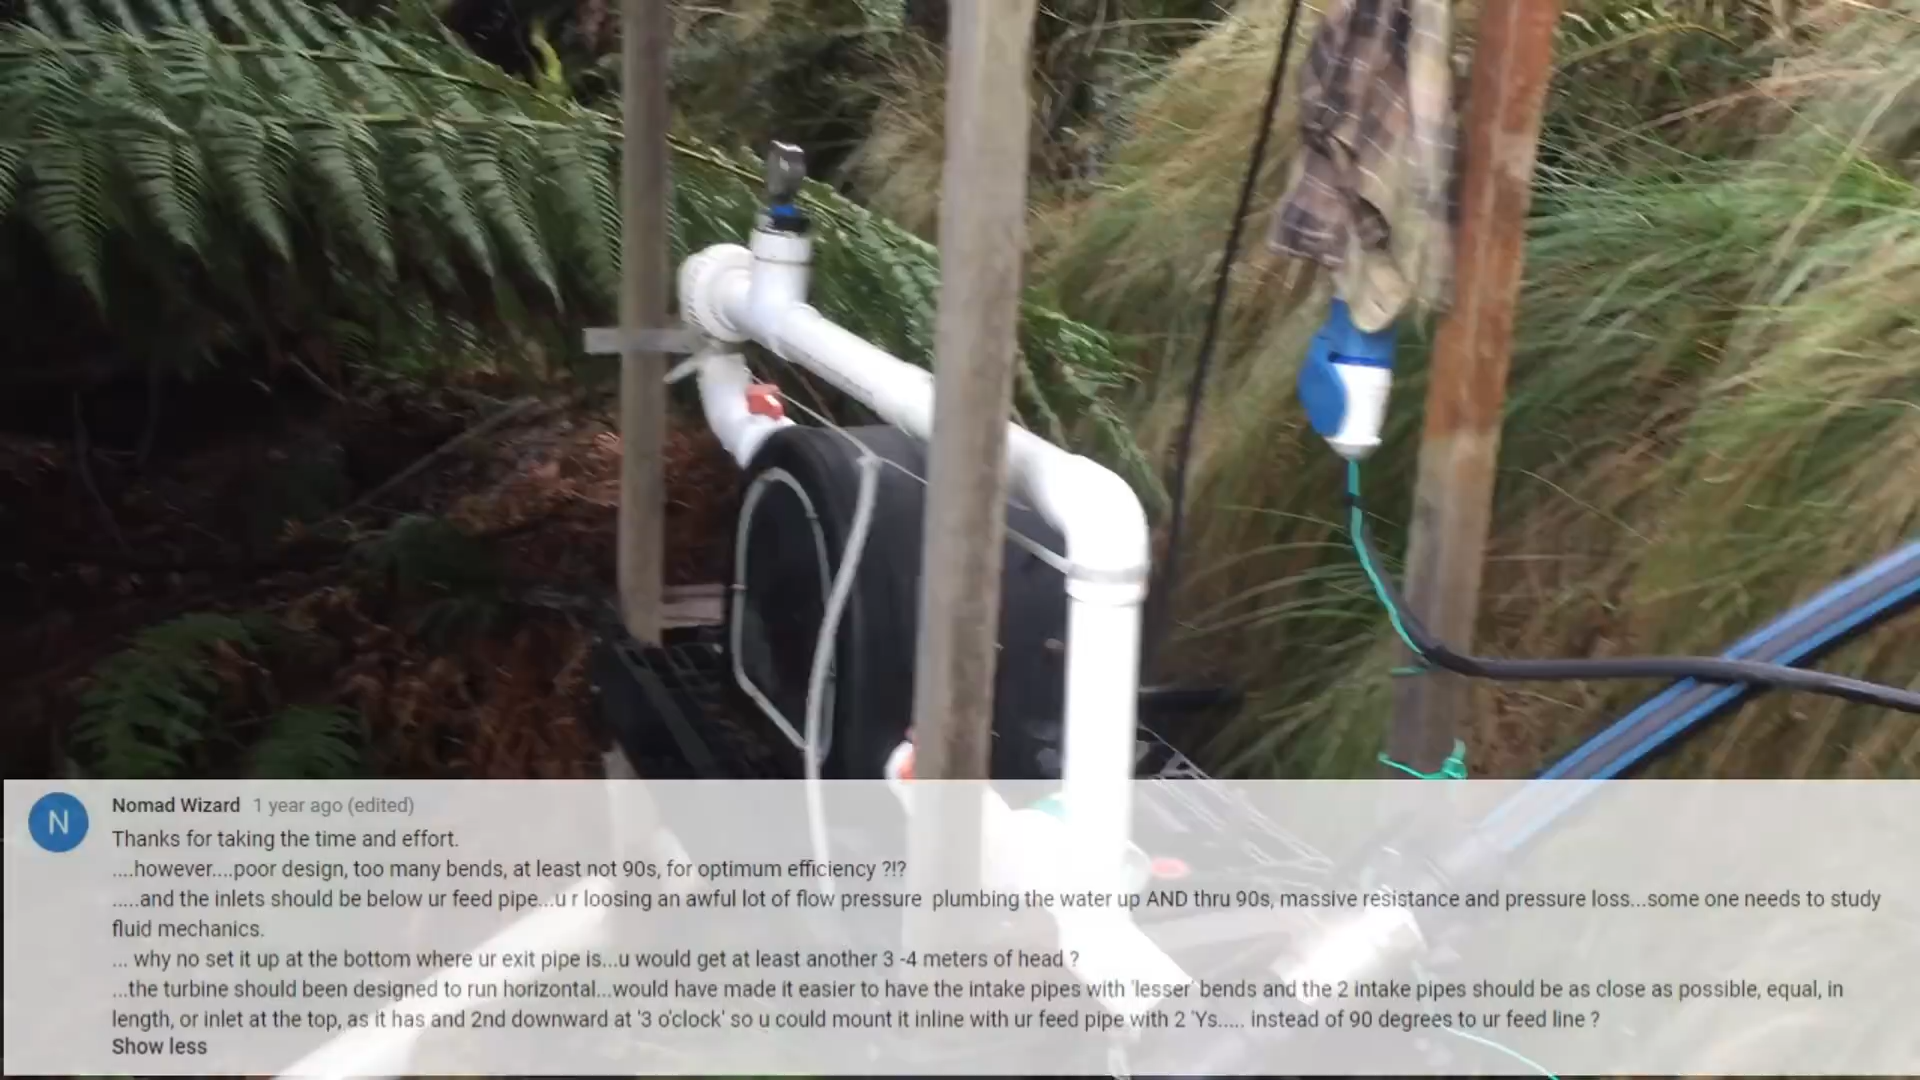 N
Nomad Wizard 1 year ago (edited)
Thanks for taking the time and effort.
....however....poor design, too many bends, at least not 90s, for optimum efficiency ?!?
.....and the inlets should be below ur feed pipe...u r loosing an awful lot of flow pressure plumbing the water up AND thru 90s, massive resistance and pressure loss...some one needs to study
fluid mechanics.
... why no set it up at the bottom where ur exit pipe is...u would get at least another 3 -4 meters of head ?
...the turbine should been designed to run horizontal...would have made it easier to have the intake pipes with 'lesser' bends and the 2 intake pipes should be as close as possible, equal, in
length, or inlet at the top, as it has and 2nd downward at '3 o'clock' so u could mount it inline with ur feed pipe with 2 'Ys..... instead of 90 degrees to ur feed line ?
Show less